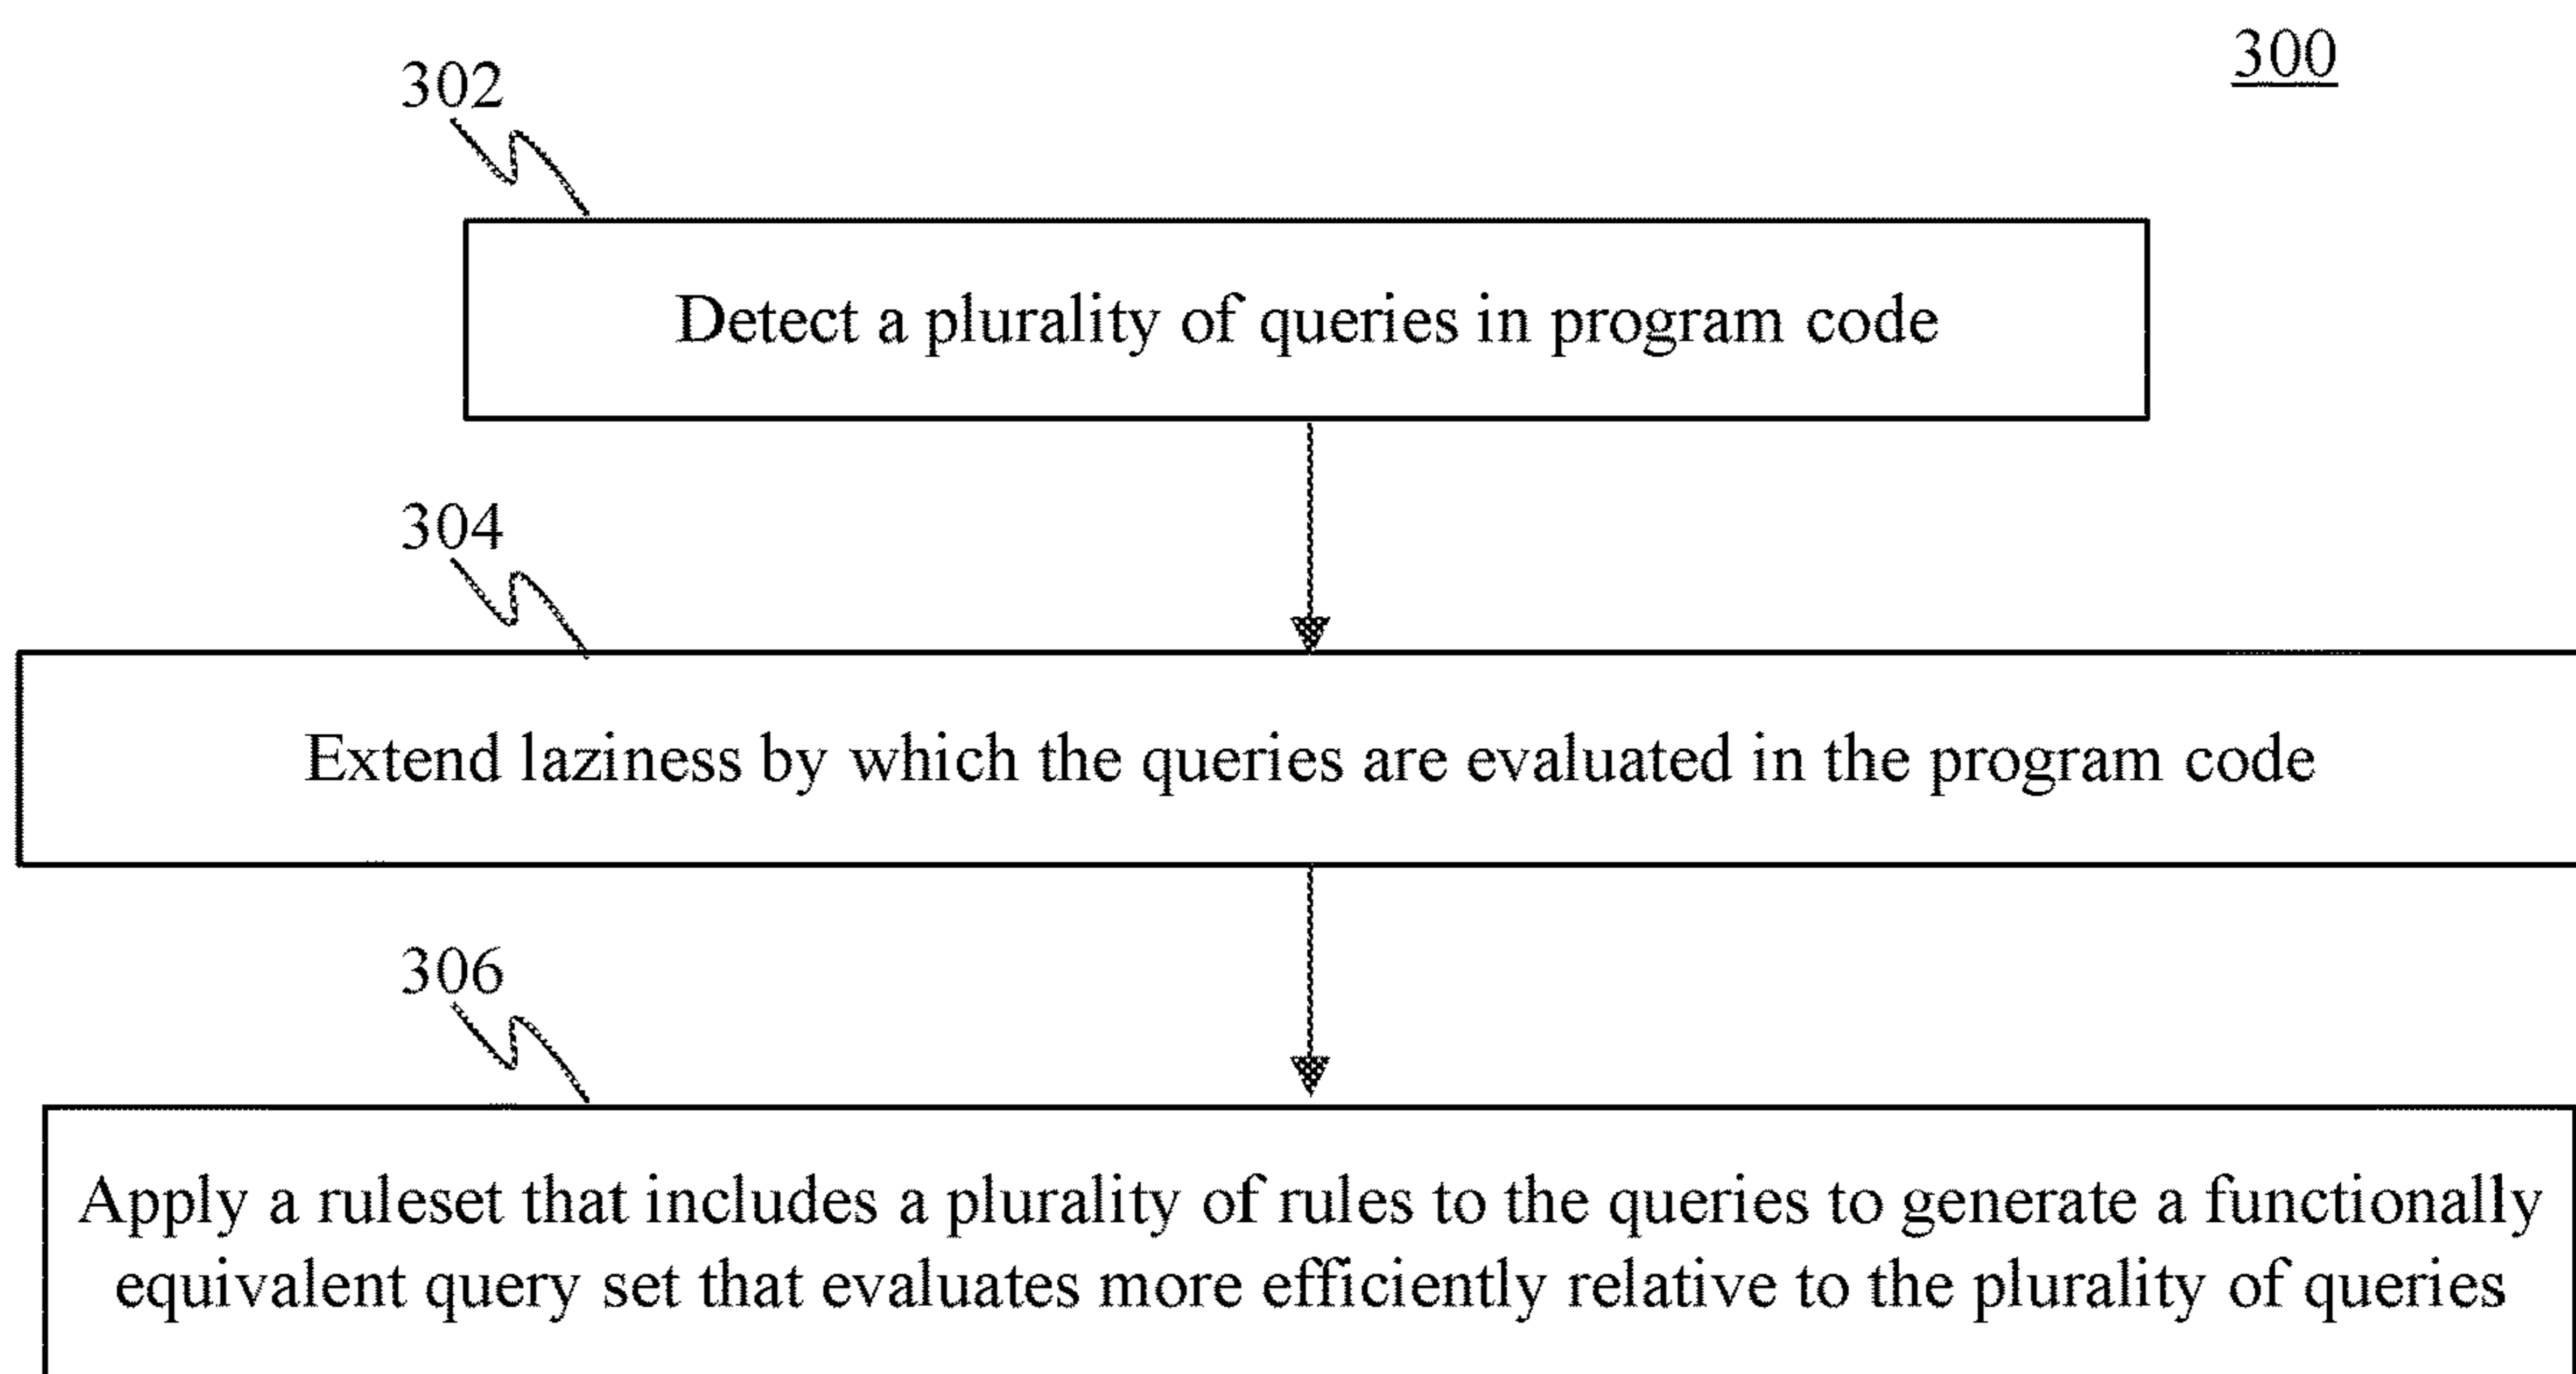 300
302
Detect a plurality of queries in program code
304
Extend laziness by which the queries are evaluated in the program code
306
Apply a ruleset that includes a plurality of rules to the queries to generate a functionally
equivalent query set that evaluates more efficiently relative to the plurality of queries